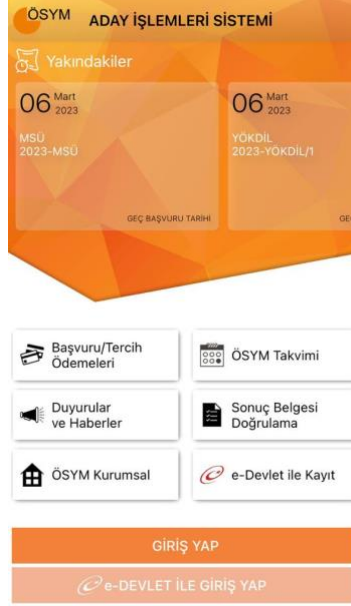 ÖSYM
ADAY İŞLEMLERİ SİSTEMİ
Yakındakiler
06 Mart 2023
MSÜ
2023-MSÜ
GEÇ BAŞVURU TARİHİ
06 Mart 2023
YÖKDİL
2023-YÖKDİL/1
Başvuru/Tercih
Ödemeleri
ÖSYM Takvimi
Duyurular
ve Haberler
Sonuç Belgesi
Doğrulama
ÖSYM Kurumsal
e-Devlet ile Kayıt
GİRİŞ YAP
e-DEVLET İLE GİRİŞ YAP